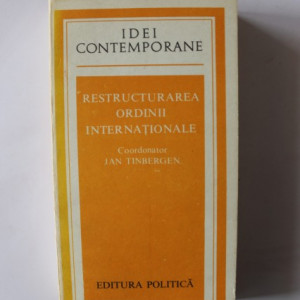 IDEI
CONTEMPORANE
RESTRUCTURAREA
ORDINII
INTERNAȚIONALE
Coordonator
JAN TINBERGEN
EDITURA POLITICĂ